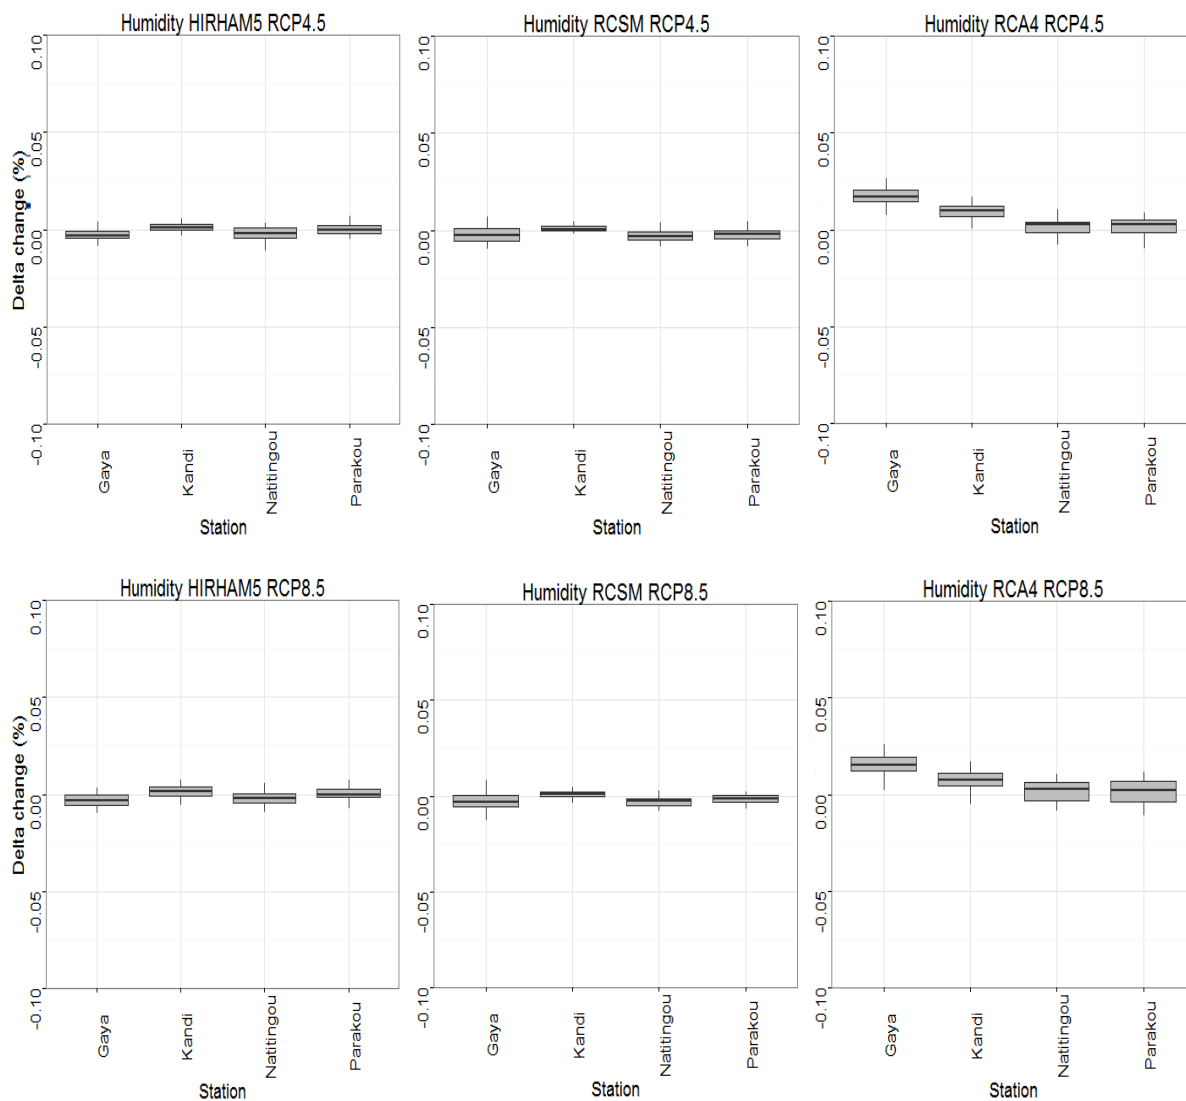 Humidity HIRHAM5 RCP4.5
Humidity RCSM RCP4.5
Humidity RCA4 RCP4.5
Delta change (%)
0.10
0.05
0.00
-0.05
-0.10
0.10
0.05
0.00
-0.05
-0.10
0.10
0.05
0.00
-0.05
-0.10
Gaya
Kandi
Natitingou
Parakou
Gaya
Kandi
Natitingou
Parakou
Gaya
Kandi
Natitingou
Parakou
Station
Station
Station
Humidity HIRHAM5 RCP8.5
Humidity RCSM RCP8.5
Humidity RCA4 RCP8.5
Delta change (%)
0.10
0.05
0.00
-0.05
-0.10
0.10
0.05
0.00
-0.05
-0.10
0.10
0.05
0.00
-0.05
-0.10
Gaya
Kandi
Natitingou
Parakou
Gaya
Kandi
Natitingou
Parakou
Gaya
Kandi
Natitingou
Parakou
Station
Station
Station